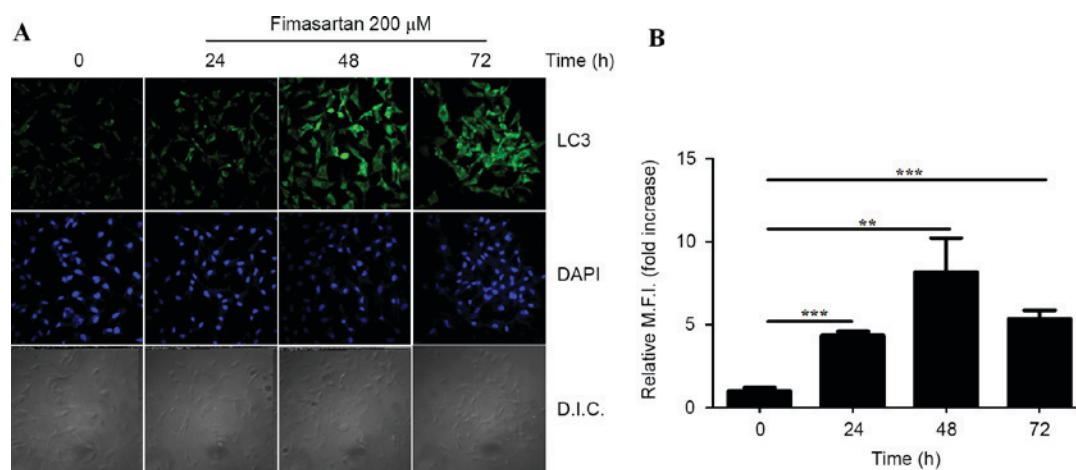 A
Fimasartan 200 μM
0 24 48 72 Time (h)
LC3
DAPI
D.I.C.
B
Relative M.F.I. (fold increase)
15
10
5
0
***
**
***
0 24 48 72
Time (h)